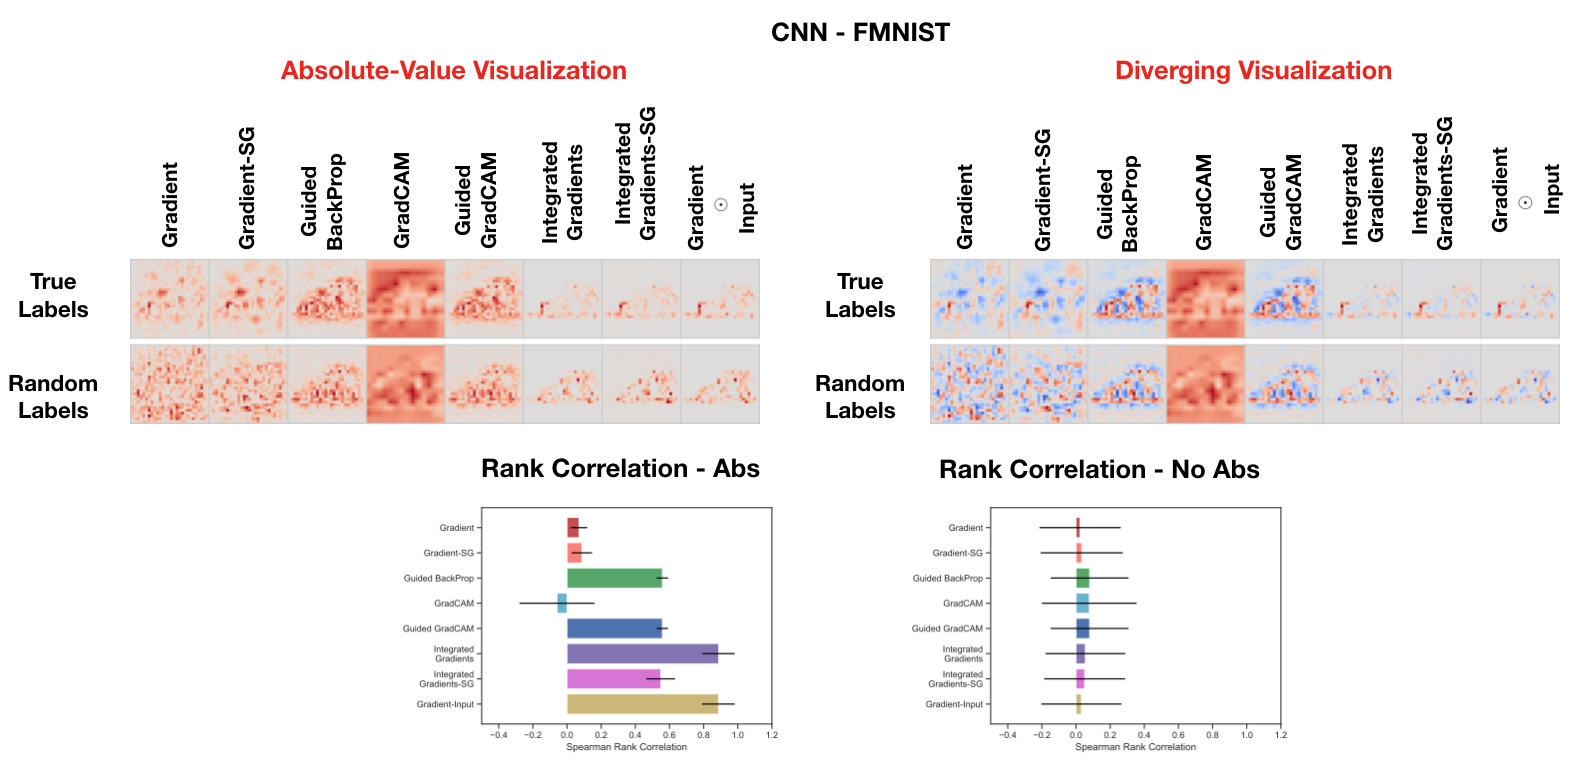 CNN - FMNIST
Absolute-Value Visualization
Diverging Visualization
Gradient
Gradient-SG
Guided
BackProp
GradCAM
Guided
GradCAM
Integrated
Gradients
Integrated
Gradients-SG
Gradient
⊙
Input
Gradient
Gradient-SG
Guided
BackProp
GradCAM
Guided
GradCAM
Integrated
Gradients
Integrated
Gradients-SG
Gradient
⊙
Input
True
Labels
Random
Labels
True
Labels
Random
Labels
Rank Correlation - Abs
Gradient
Gradient-SG
Guided BackProp
GradCAM
Guided GradCAM
Integrated
Gradients
Integrated
Gradients-SG
Gradient-Input
−0.4 −0.2 0.0 0.2 0.4 0.6 0.8 1.0 1.2
Spearman Rank Correlation
Rank Correlation - No Abs
Gradient
Gradient-SG
Guided BackProp
GradCAM
Guided GradCAM
Integrated
Gradients
Integrated
Gradients-SG
Gradient-Input
−0.4 −0.2 0.0 0.2 0.4 0.6 0.8 1.0 1.2
Spearman Rank Correlation